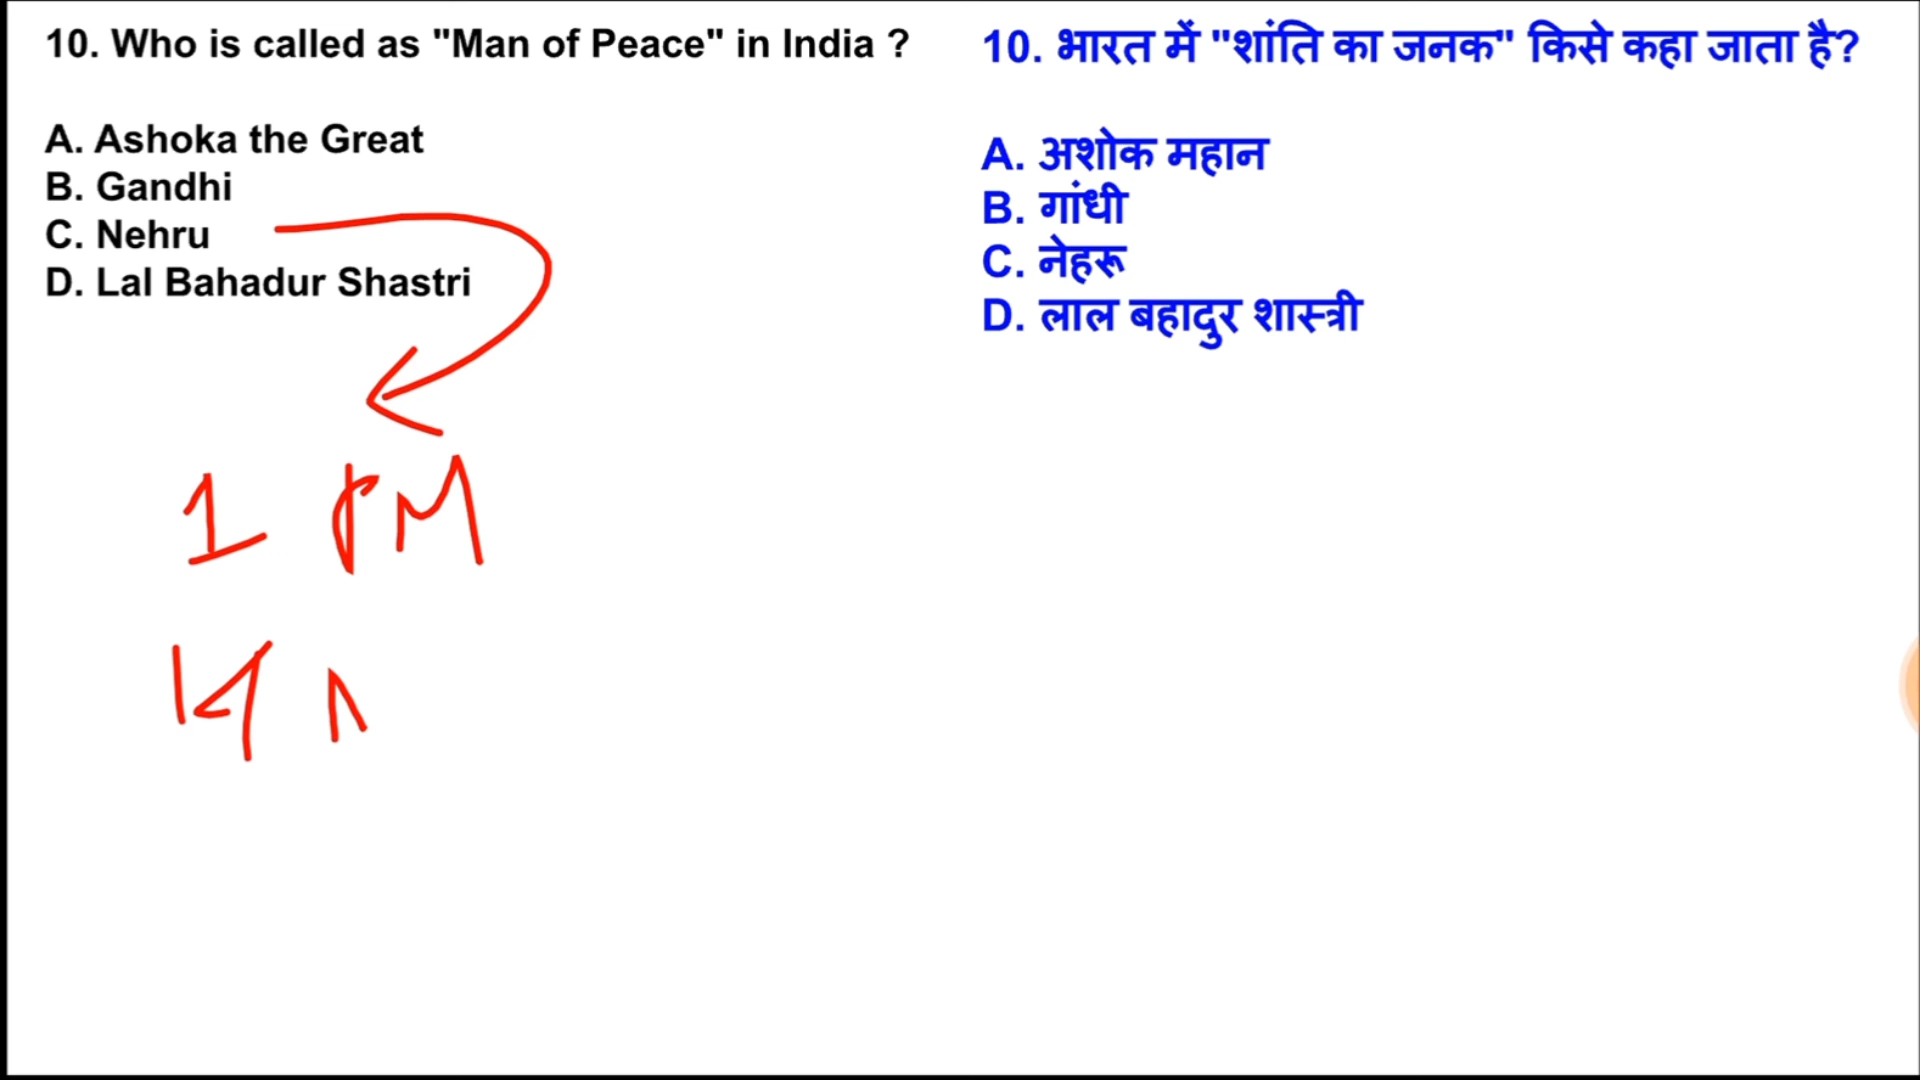 10. Who is called as "Man of Peace" in India ?
A. Ashoka the Great
B. Gandhi
C. Nehru
D. Lal Bahadur Shastri
10. भारत में "शांति का जनक" किसे कहा जाता है?
A. अशोक महान
B. गांधी
C. नेहरू
D. लाल बहादुर शास्त्री
1 PM